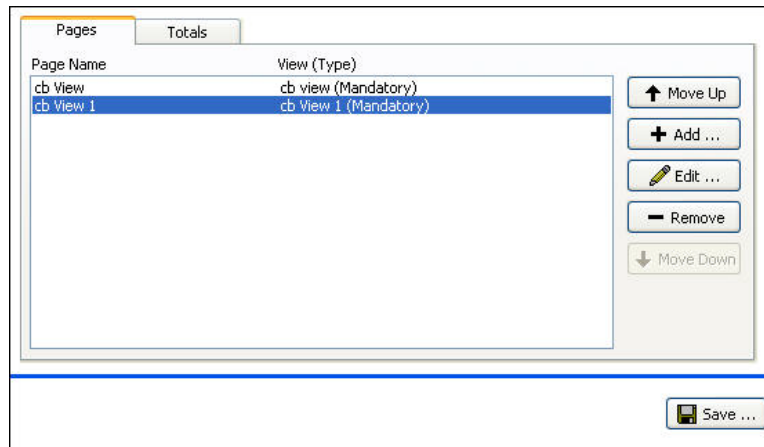 Pages Totals
Page Name View (Type)
cb View cb view (Mandatory)
cb View 1 cb View 1 (Mandatory)
Move Up
Add ...
Edit ...
Remove
Move Down
Save ...